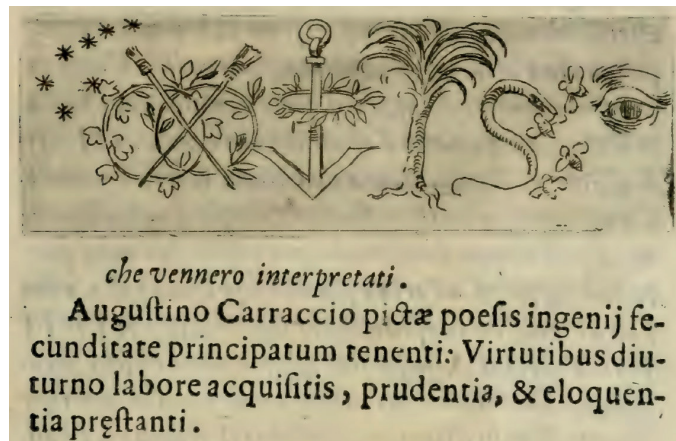 che vennero interpretati.
Auguſtino Carraccio pictæ poeſis ingenij fe-
cunditate principatum tenenti: Virtutibus diu-
turno labore acquiſitis, prudentia, & eloquen-
tia pręſtanti.